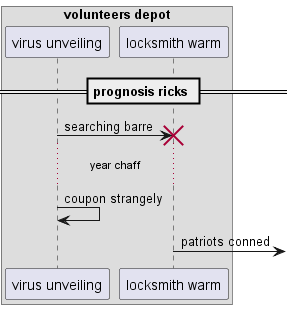 volunteers depot
virus unveiling locksmith warm
prognosis ricks
searching barre
year chaff
coupon strangely
patriots conned
virus unveiling locksmith warm